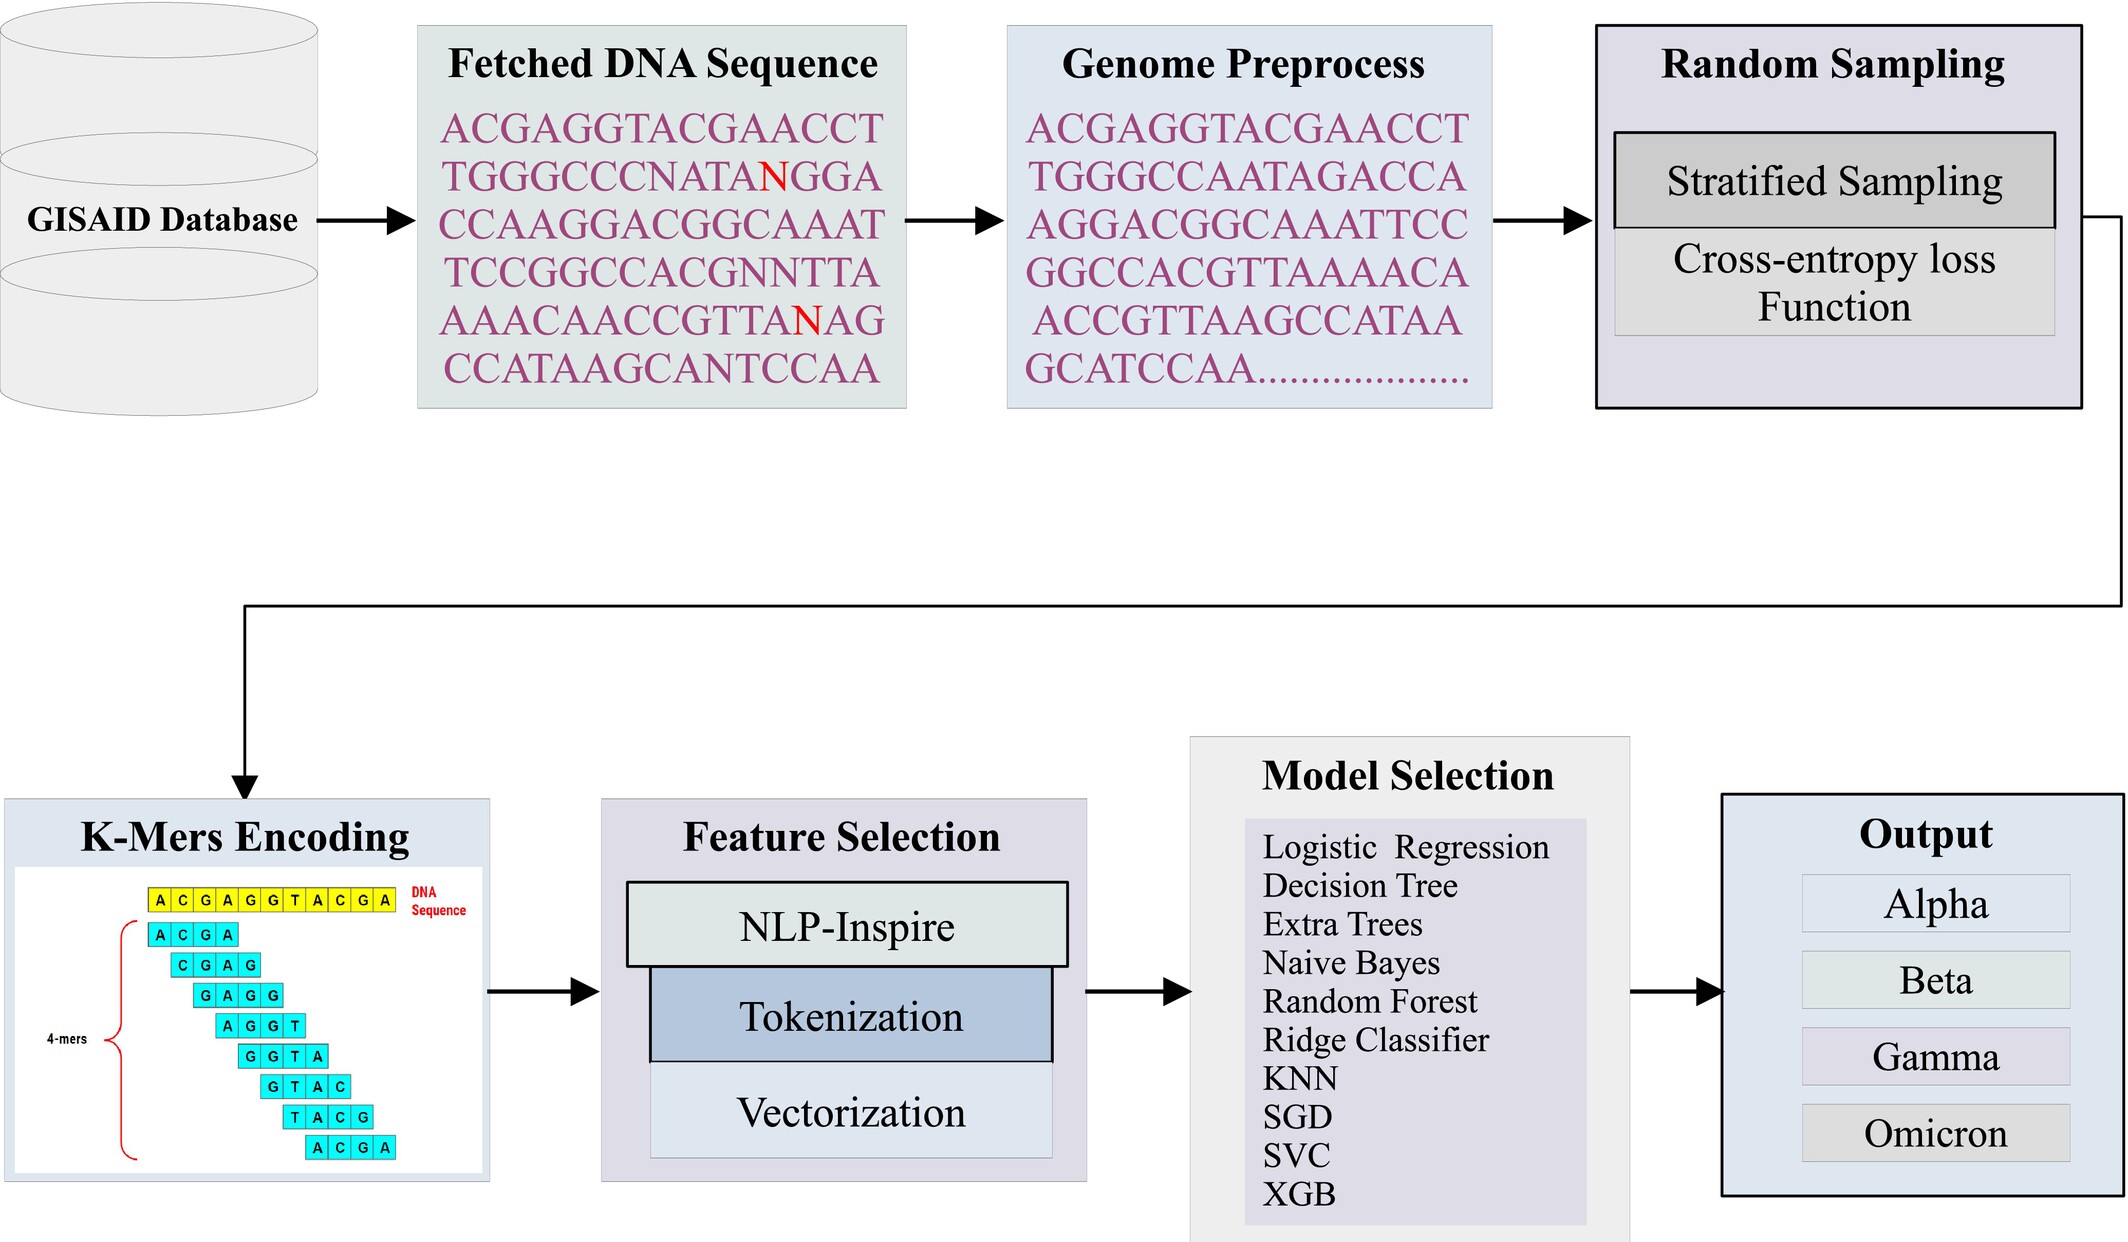 GISAID Database
Fetched DNA Sequence
ACGAGGTACGAACCT
TGGGCCCNATANGGA
CCAAGGACGGCAAAT
TCCGGCCACGNNTTA
AAACAACCGTTANAG
CCATAAGCANTCCAA
Genome Preprocess
ACGAGGTACGAACCT
TGGGCCAATAGACCA
AGGACGGCAAATTCC
GGCCACGTTAAAACA
ACCGTTAAGCCATAA
GCATCCAA....................
Random Sampling
Stratified Sampling
Cross-entropy loss
Function
K-Mers Encoding
A C G A G G T A C G A
DNA
Sequence
A C G A
C G A G
G A G G
A G G T
4-mers
G G T A
G T A C
T A C G
A C G A
Feature Selection
NLP-Inspire
Tokenization
Vectorization
Model Selection
Logistic Regression
Decision Tree
Extra Trees
Naive Bayes
Random Forest
Ridge Classifier
KNN
SGD
SVC
XGB
Output
Alpha
Beta
Gamma
Omicron